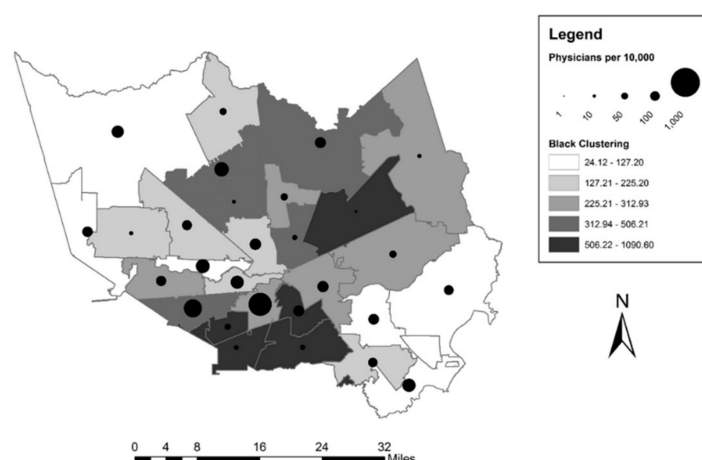 Legend
Physicians per 10,000
1
10
50
100
1,000
Black Clustering
24.12 - 127.20
127.21 - 225.20
225.21 - 312.93
312.94 - 506.21
506.22 - 1090.60
N
0 4 8 16 24 32
Miles